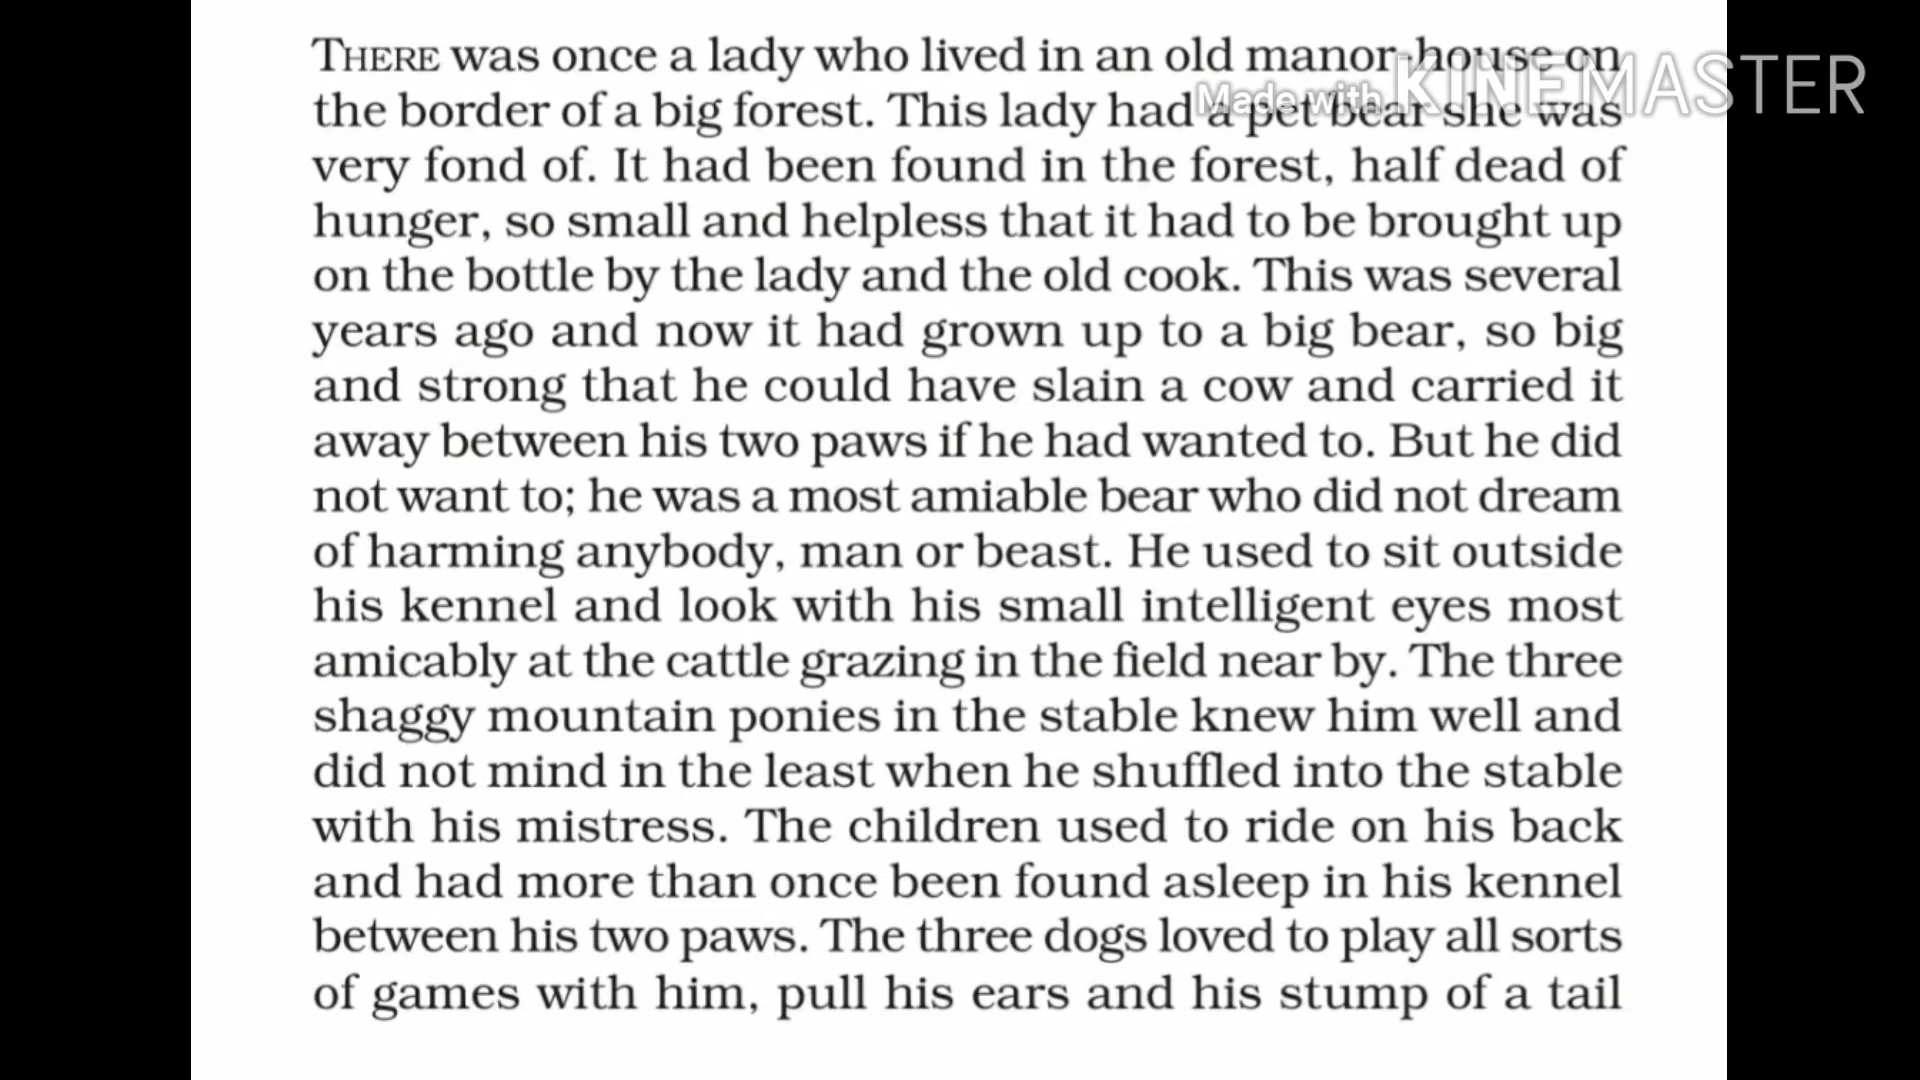 THERE was once a lady who lived in an old manor-house on
the border of a big forest. This lady had a pet bear she was
very fond of. It had been found in the forest, half dead of
hunger, so small and helpless that it had to be brought up
on the bottle by the lady and the old cook. This was several
years ago and now it had grown up to a big bear, so big
and strong that he could have slain a cow and carried it
away between his two paws if he had wanted to. But he did
not want to; he was a most amiable bear who did not dream
of harming anybody, man or beast. He used to sit outside
his kennel and look with his small intelligent eyes most
amicably at the cattle grazing in the field near by. The three
shaggy mountain ponies in the stable knew him well and
did not mind in the least when he shuffled into the stable
with his mistress. The children used to ride on his back
and had more than once been found asleep in his kennel
between his two paws. The three dogs loved to play all sorts
of games with him, pull his ears and his stump of a tail
Made with KINEMASTER